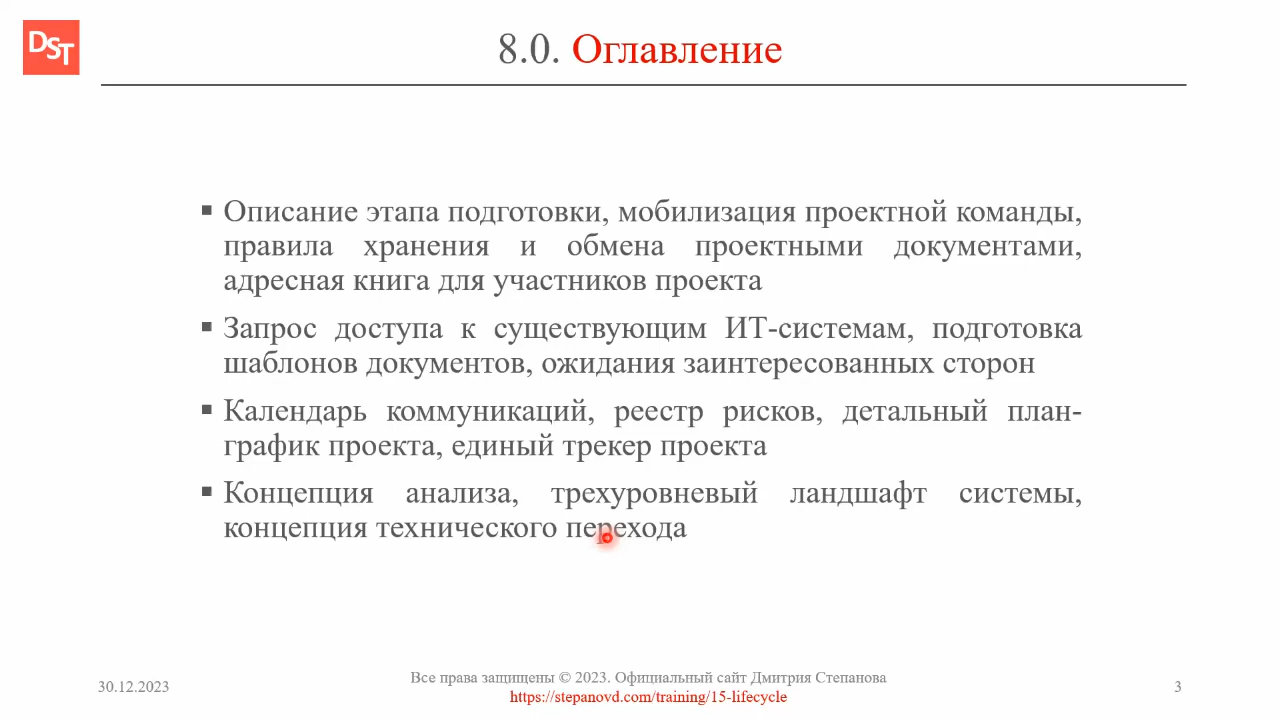 DST
8.0. Оглавление
▪ Описание этапа подготовки, мобилизация проектной команды,
правила хранения и обмена проектными документами,
адресная книга для участников проекта
▪ Запрос доступа к существующим ИТ-системам, подготовка
шаблонов документов, ожидания заинтересованных сторон
▪ Календарь коммуникаций, реестр рисков, детальный план-
график проекта, единый трекер проекта
▪ Концепция анализа, трехуровневый ландшафт системы,
концепция технического перехода
30.12.2023
Все права защищены © 2023. Официальный сайт Дмитрия Степанова
https://stepanovd.com/training/15-lifecycle
3